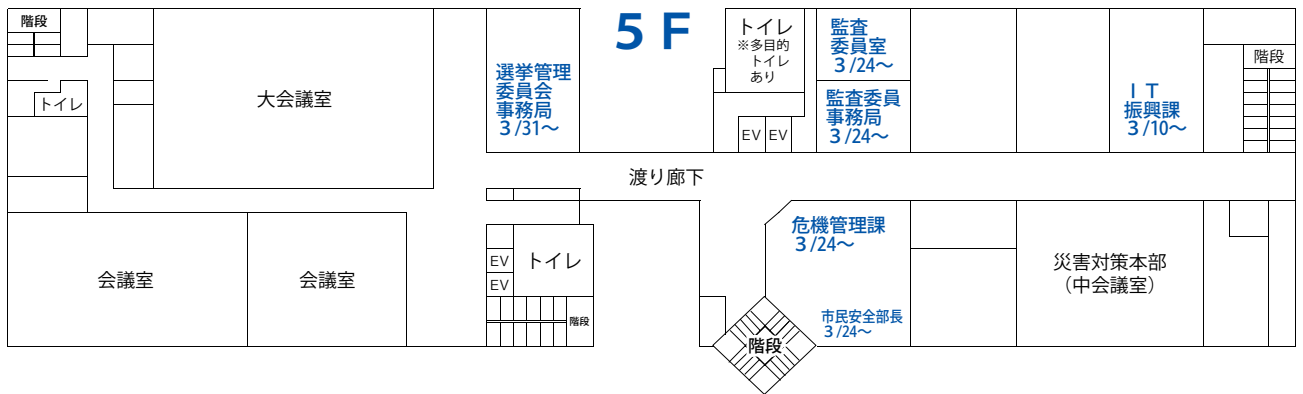 ５Ｆ
階段
トイレ
大会議室
選挙管理
委員会
事務局
３/31～
トイレ
※多目的
トイレ
あり
EV EV
監査
委員室
３/24～
監査委員
事務局
３/24～
ＩＴ
振興課
３/10～
階段
渡り廊下
会議室
会議室
EV
EV
トイレ
階段
危機管理課
３/24～
市民安全部長
３/24～
階段
災害対策本部
（中会議室）